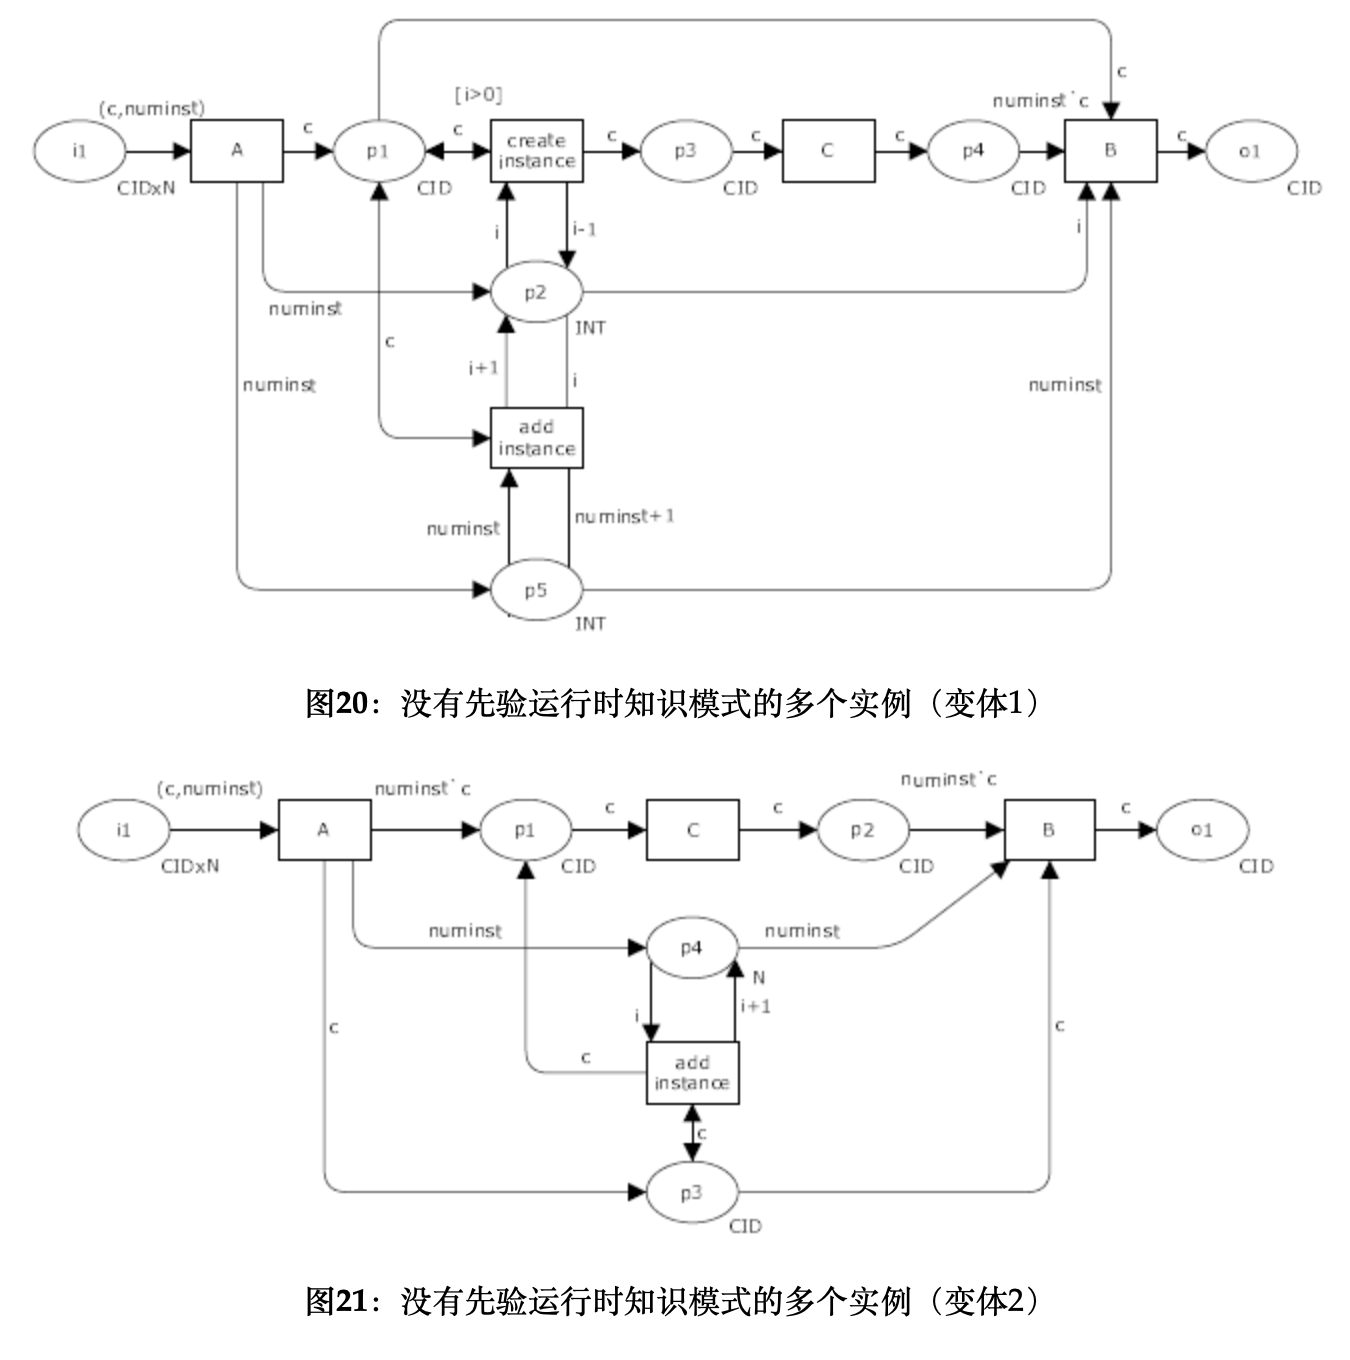 c
(c,numinst)
[i>0]
numinst`c
i1
A
c
p1
c
create
instance
c
p3
c
C
c
p4
B
c
o1
CIDxN
CID
CID
CID
CID
i
i-1
i
p2
numinst
INT
c
i+1
i
numinst
numinst
add
instance
numinst
numinst+1
p5
INT
图20：没有先验运行时知识模式的多个实例（变体1）
(c,numinst)
numinst`c
numinst`c
i1
A
p1
c
C
c
p2
B
c
o1
CIDxN
CID
CID
CID
numinst
p4
numinst
N
i
i+1
c
c
c
add
instance
c
p3
CID
图21：没有先验运行时知识模式的多个实例（变体2）